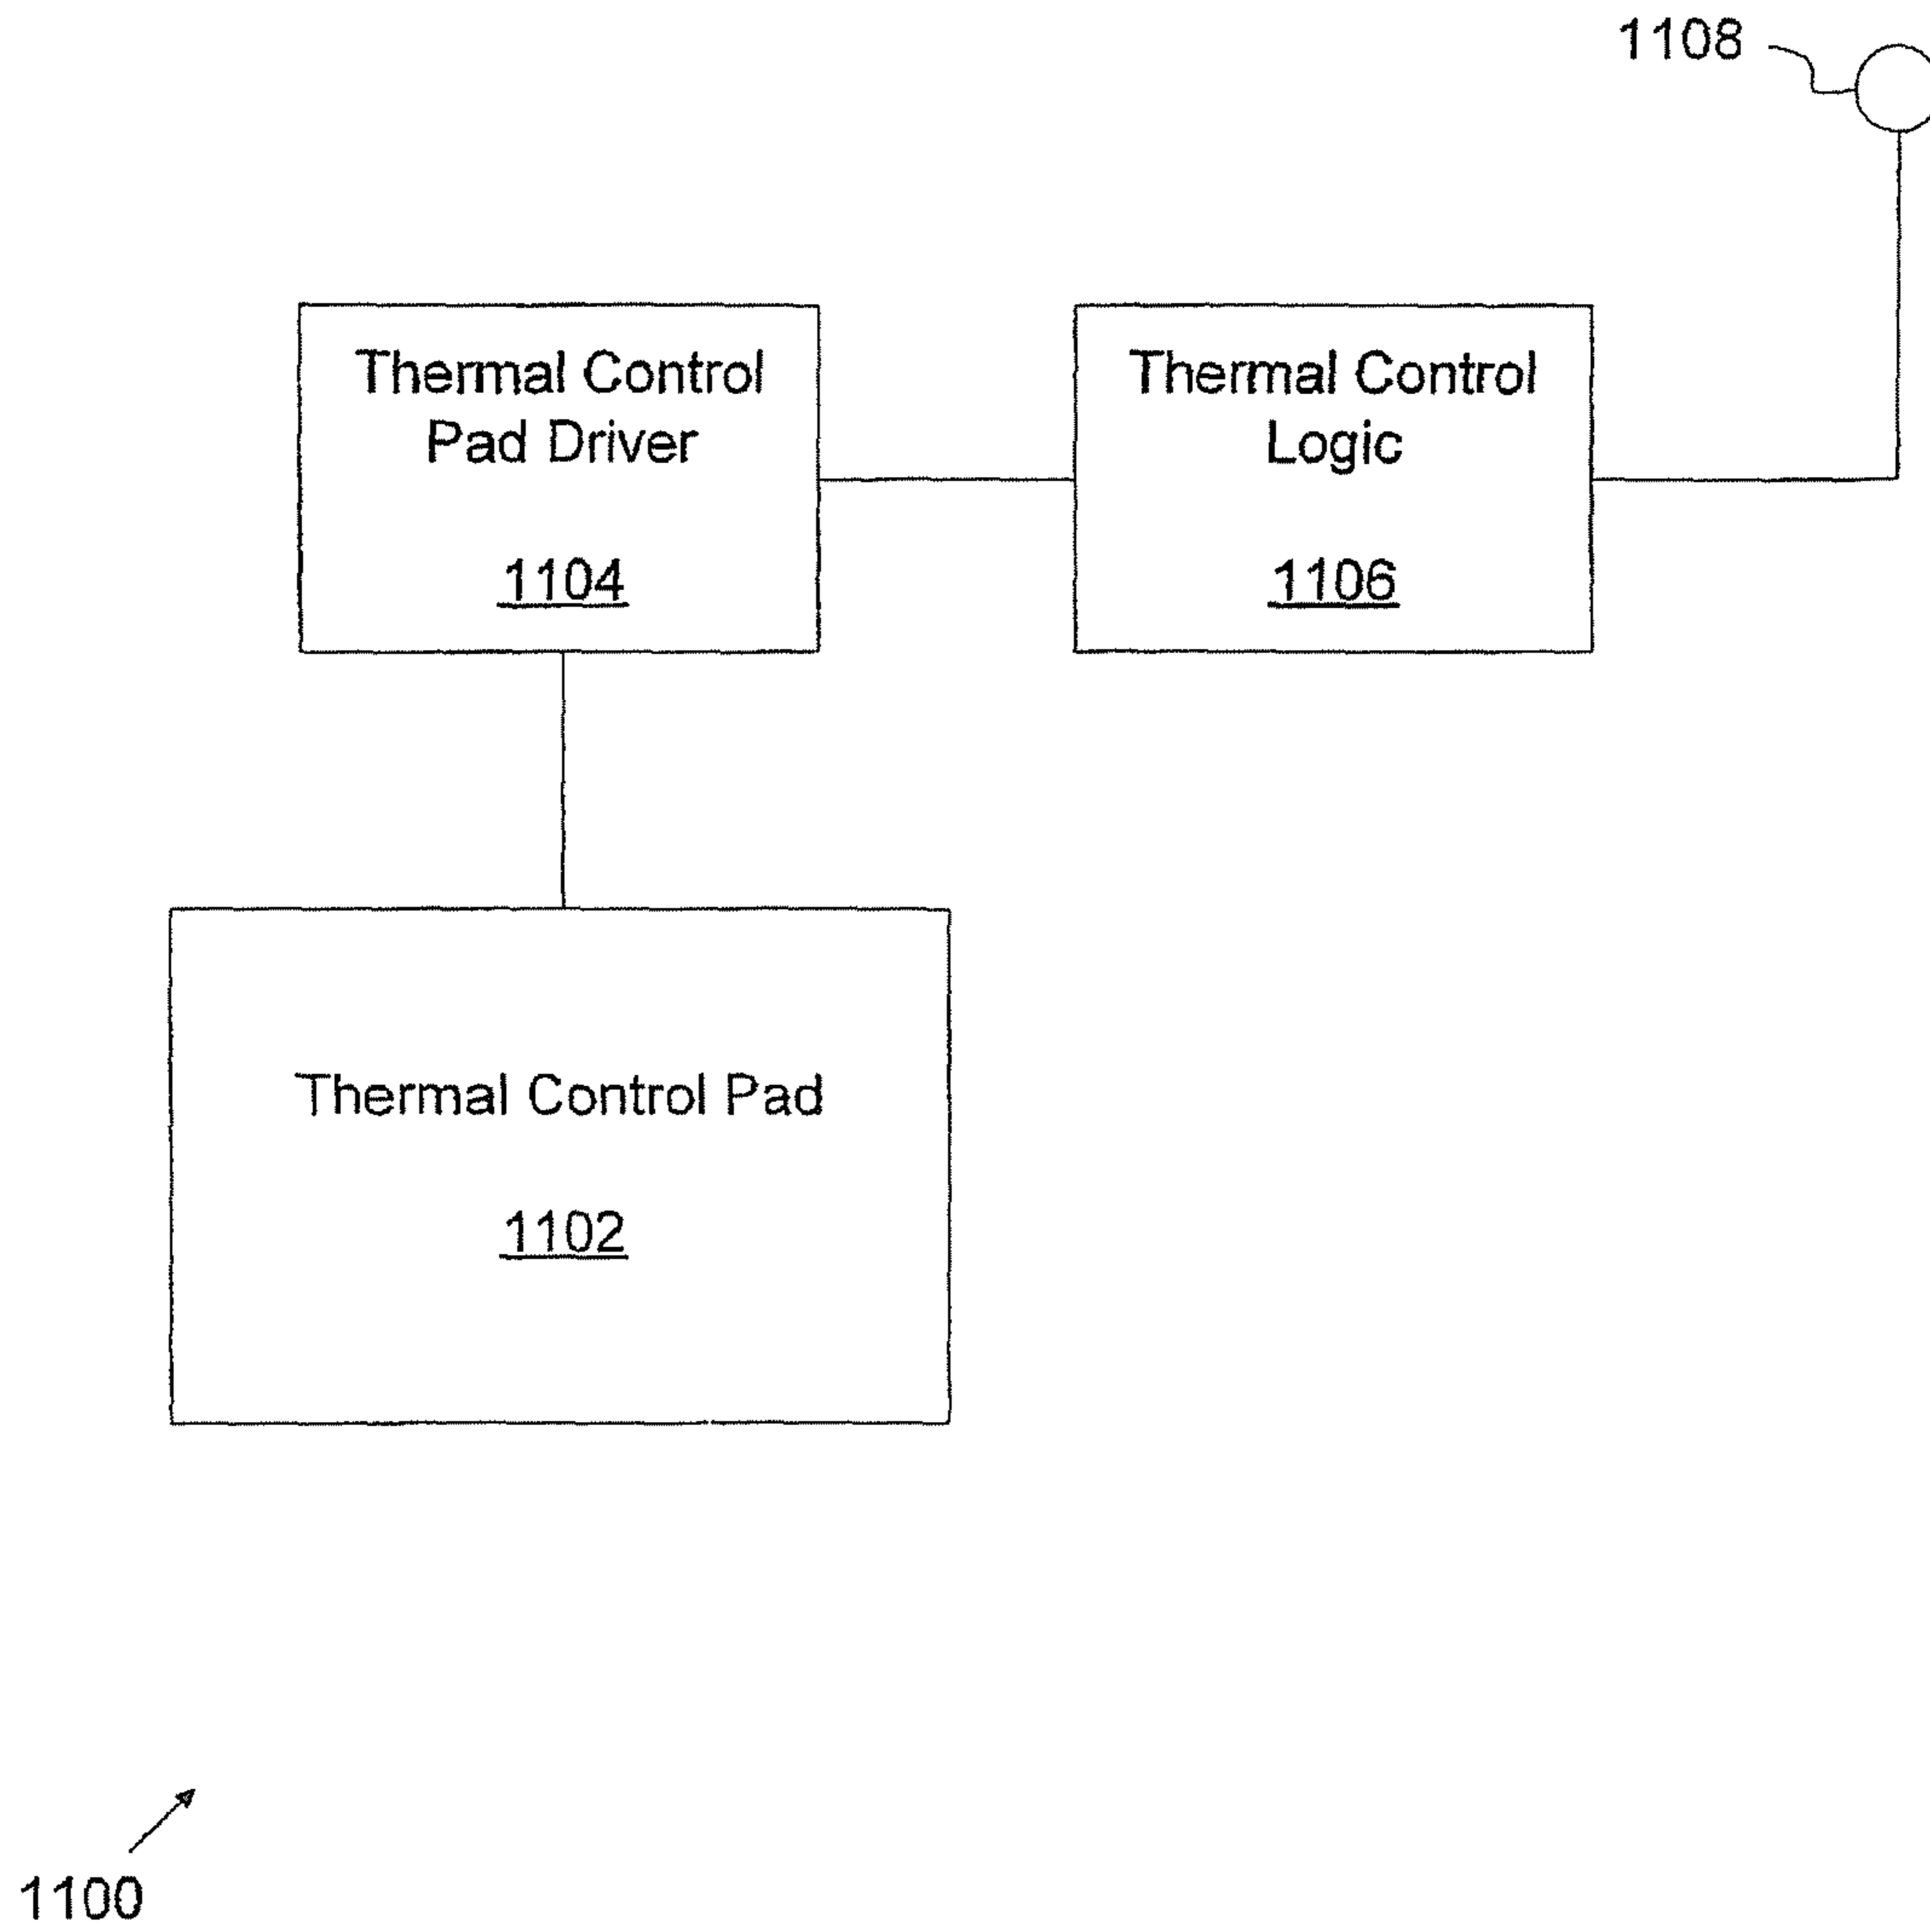 1108
Thermal Control
Pad Driver
1104
Thermal Control
Logic
1106
Thermal Control Pad
1102
1100